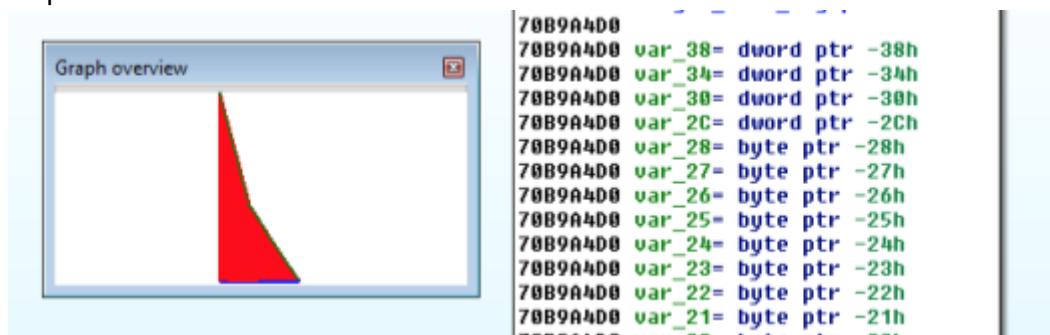 Graph overview
70B9A4D0
70B9A4D0 var_38= dword ptr -38h
70B9A4D0 var_34= dword ptr -34h
70B9A4D0 var_30= dword ptr -30h
70B9A4D0 var_2C= dword ptr -2Ch
70B9A4D0 var_28= byte ptr -28h
70B9A4D0 var_27= byte ptr -27h
70B9A4D0 var_26= byte ptr -26h
70B9A4D0 var_25= byte ptr -25h
70B9A4D0 var_24= byte ptr -24h
70B9A4D0 var_23= byte ptr -23h
70B9A4D0 var_22= byte ptr -22h
70B9A4D0 var_21= byte ptr -21h